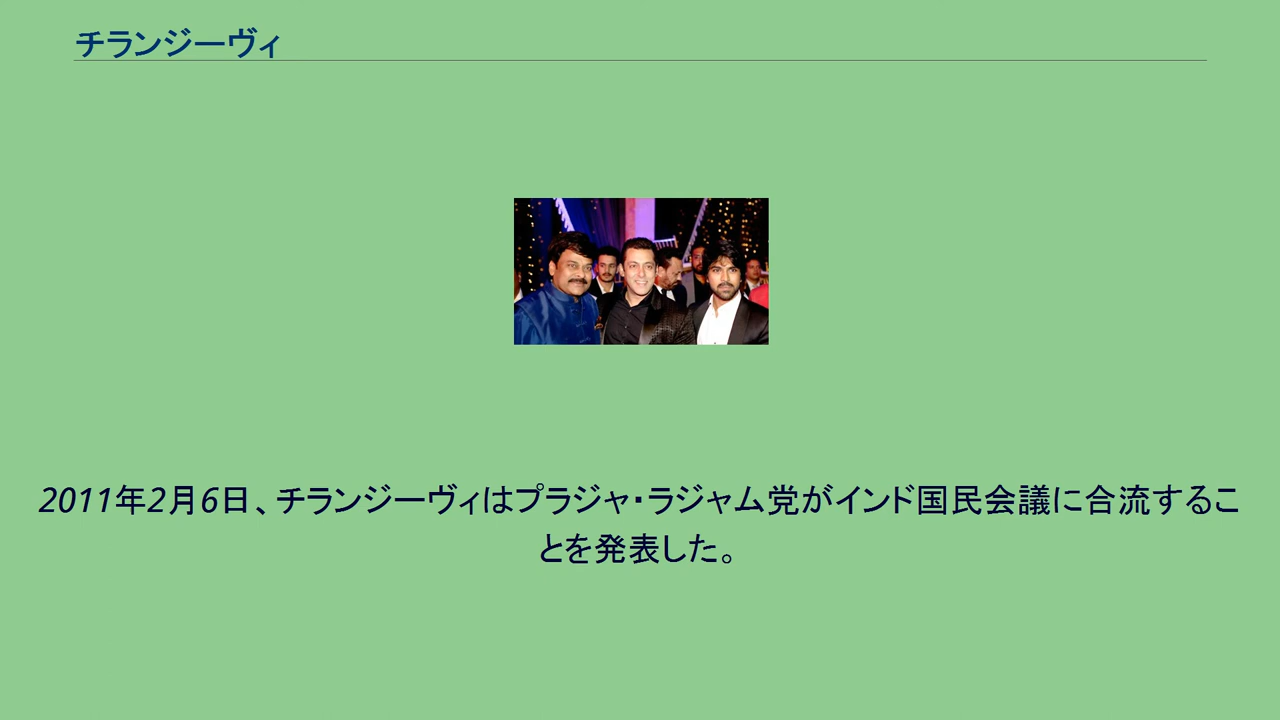 チランジーヴィ
2011年2月6日、チランジーヴィはプラジャ・ラジャム党がインド国民会議に合流するこ
とを発表した。